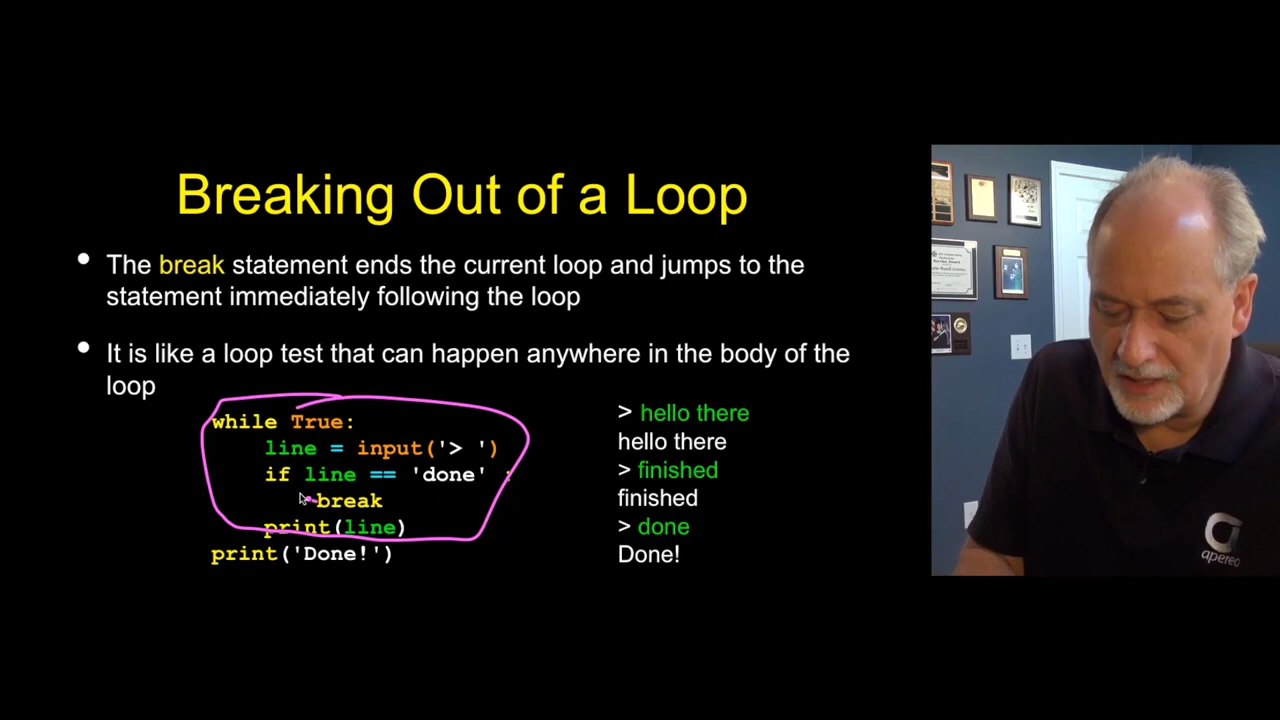 Breaking Out of a Loop
• The break statement ends the current loop and jumps to the
statement immediately following the loop
• It is like a loop test that can happen anywhere in the body of the
loop
while True:
    line = input('> ')
    if line == 'done' :
        break
    print(line)
print('Done!')
> hello there
hello there
> finished
finished
> done
Done!
apereo